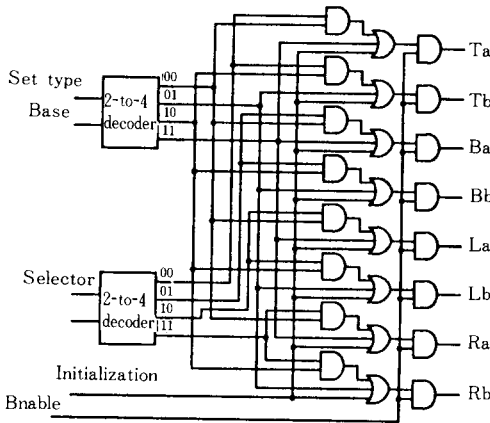 Set type
Base
2-to-4
decoder
00
01
10
11
Selector
2-to-4
decoder
00
01
10
11
Initialization
Bnable
Ta
Tb
Ba
Bb
La
Lb
Ra
Rb